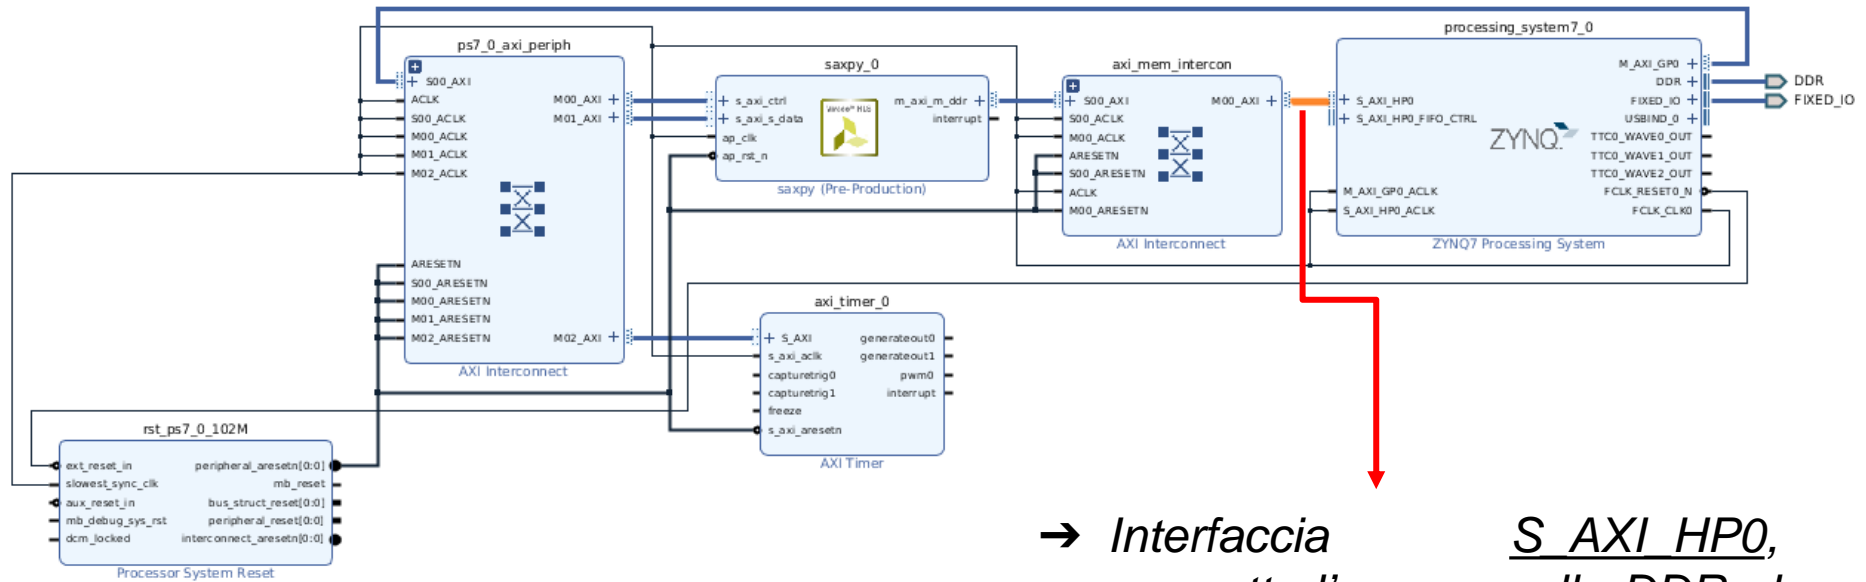 processing_system7_0
ps7_0_axi_periph
saxpy_0
axi_mem_intercon
S00_AXI
ACLK
S00_ACLK
M00_ACLK
M01_ACLK
M02_ACLK
ARESETN
S00_ARESETN
M00_ARESETN
M01_ARESETN
M02_ARESETN
M00_AXI
M01_AXI
M02_AXI
AXI Interconnect
s_axi_ctrl
s_axi_s_data
ap_clk
ap_rst_n
m_axi_m_ddr
interrupt
saxpy (Pre-Production)
S00_AXI
S00_ACLK
M00_ACLK
ARESETN
S00_ARESETN
ACLK
M00_ARESETN
M00_AXI
AXI Interconnect
S_AXI_HP0
S_AXI_HP0_FIFO_CTRL
M_AXI_GP0_ACLK
S_AXI_HP0_ACLK
ZYNQ
M_AXI_GP0
DDR
FIXED_IO
USBIND_0
TTC0_WAVE0_OUT
TTC0_WAVE1_OUT
TTC0_WAVE2_OUT
FCLK_RESET0_N
FCLK_CLK0
ZYNQ7 Processing System
DDR
FIXED_IO
axi_timer_0
S_AXI
s_axi_aclk
capturetrig0
capturetrig1
freeze
s_axi_aresetn
generateout0
generateout1
pwm0
interrupt
AXI Timer
rst_ps7_0_102M
ext_reset_in
slowest_sync_clk
aux_reset_in
mb_debug_sys_rst
dcm_locked
peripheral_aresetn[0:0]
mb_reset
bus_struct_reset[0:0]
peripheral_reset[0:0]
interconnect_aresetn[0:0]
Processor System Reset
➔ Interfaccia S_AXI_HP0,